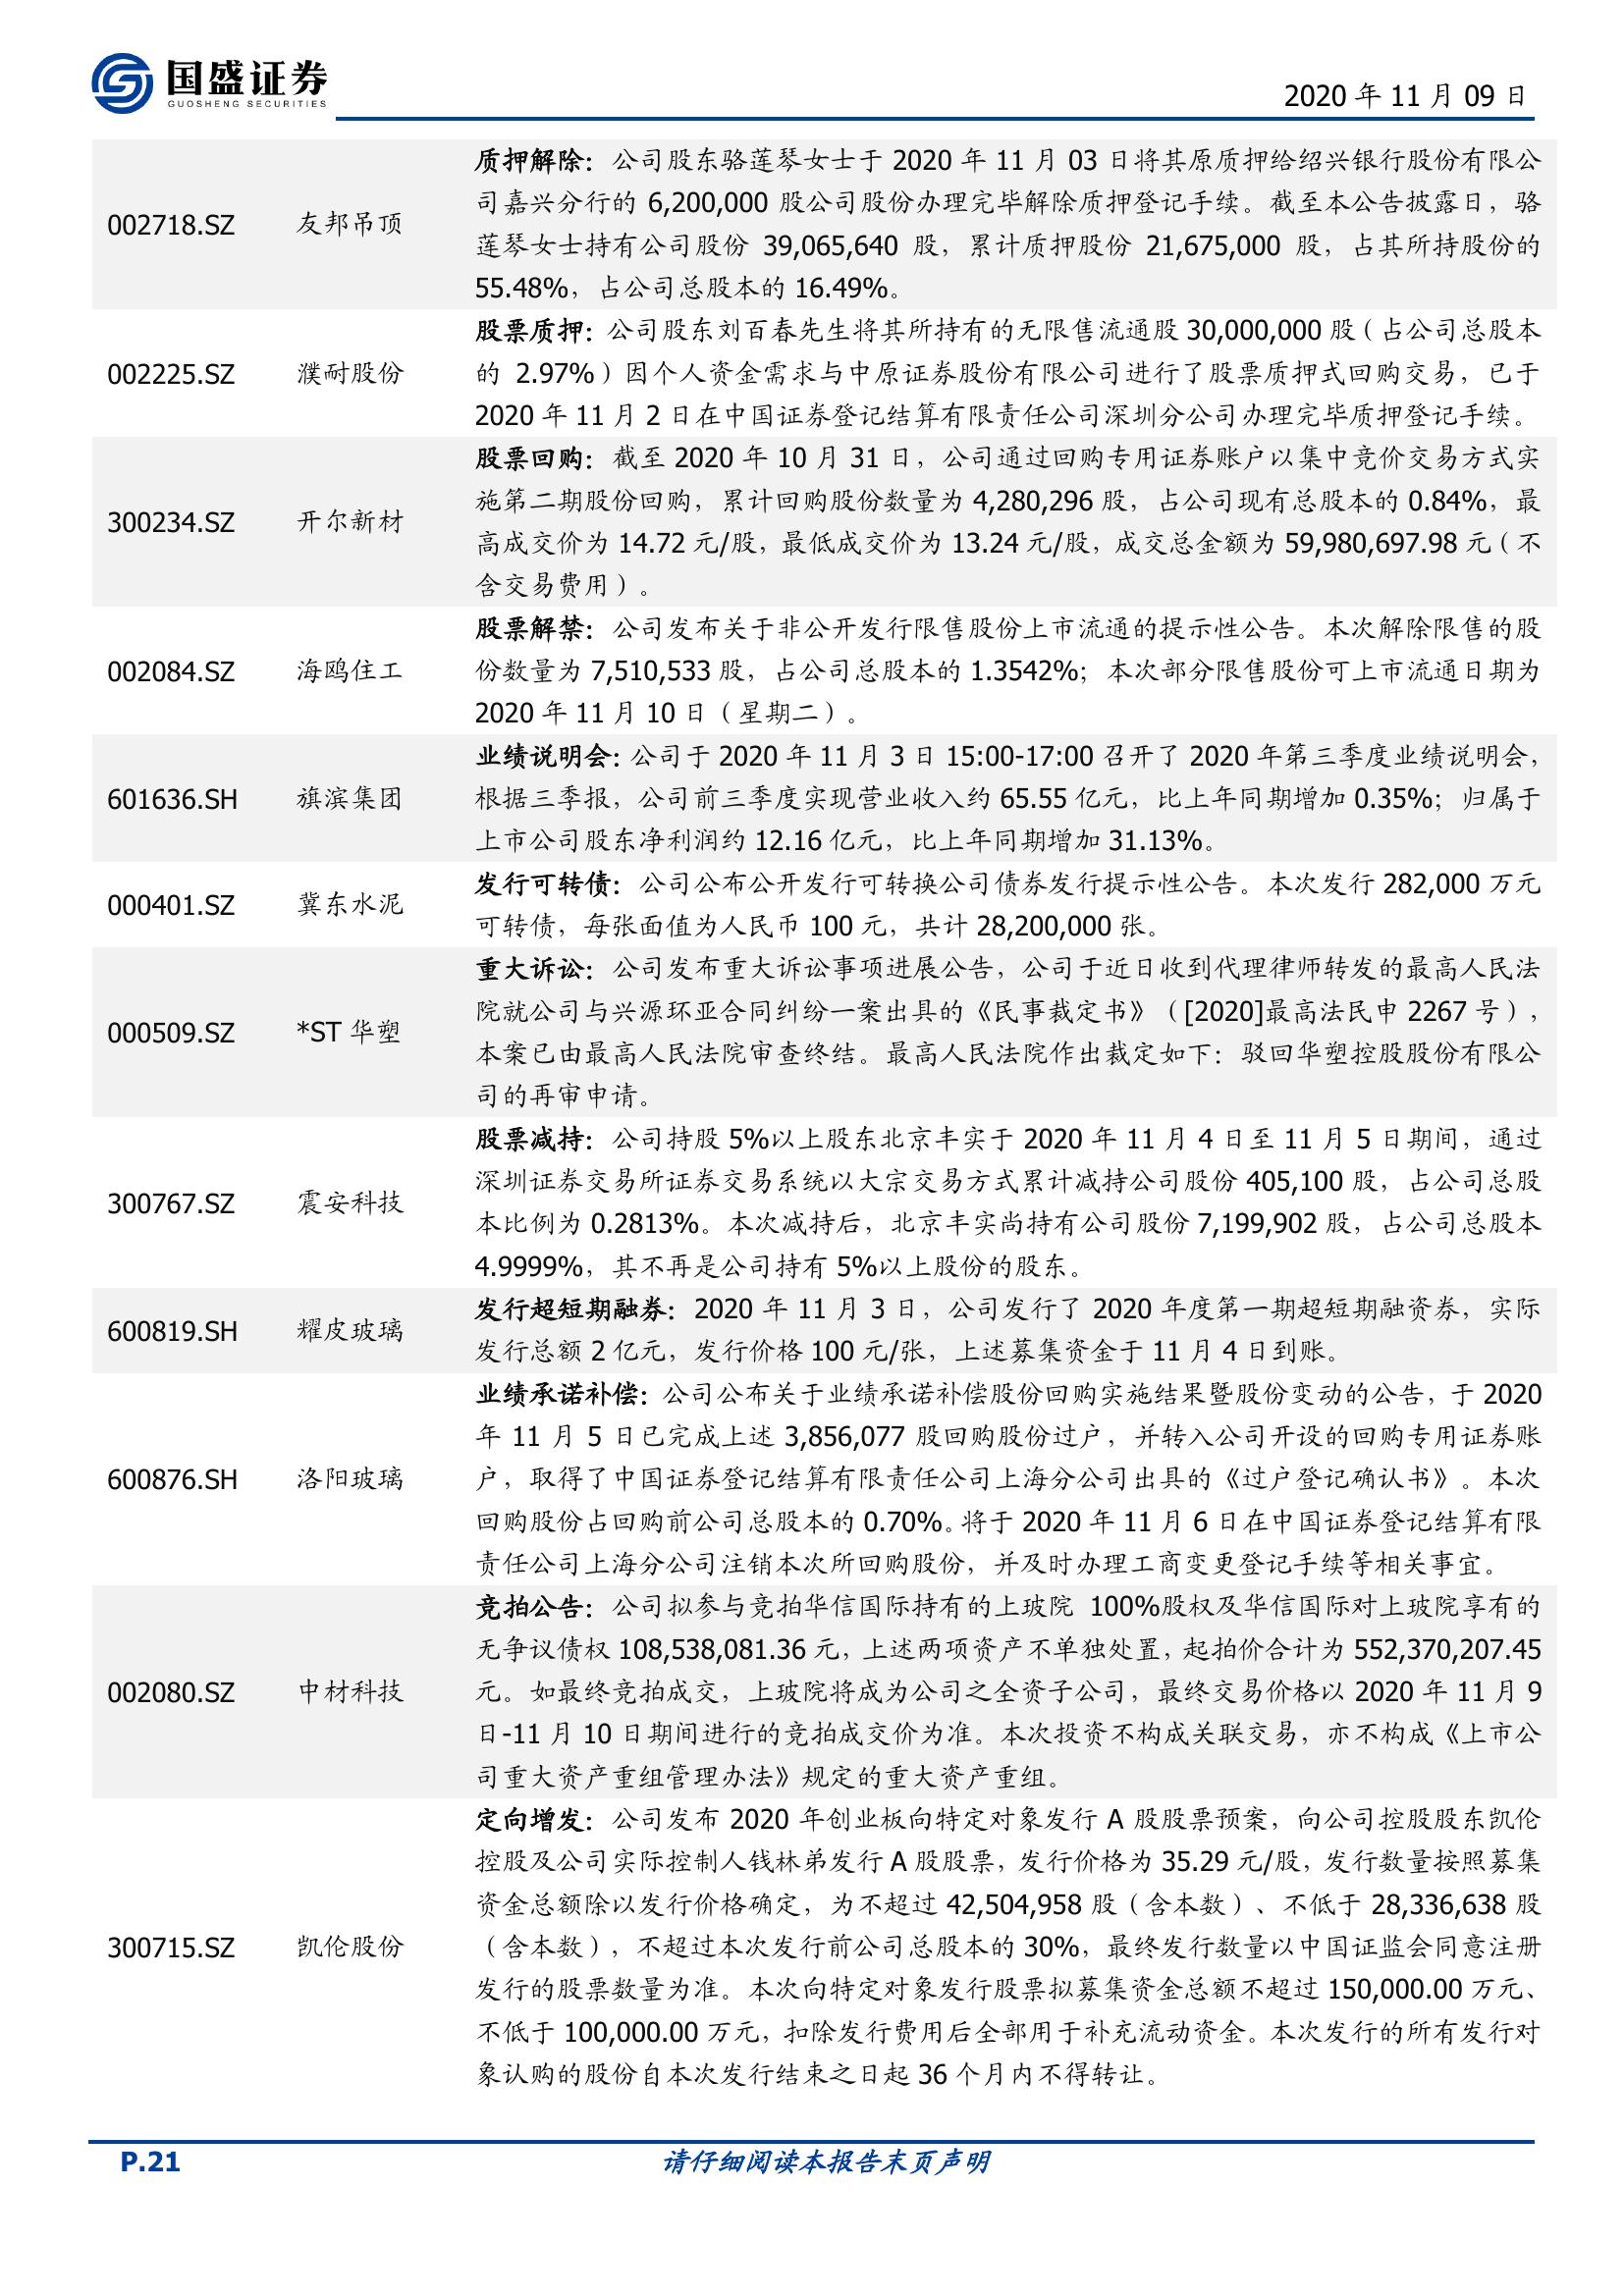 国盛证券
GUOSHENG SECURITIES
2020 年 11 月 09 日
002718.SZ
友邦吊顶
质押解除：公司股东骆莲琴女士于 2020 年 11 月 03 日将其原质押给绍兴银行股份有限公
司嘉兴分行的 6,200,000 股公司股份办理完毕解除质押登记手续。截至本公告披露日，骆
莲琴女士持有公司股份 39,065,640 股，累计质押股份 21,675,000 股，占其所持股份的
55.48%，占公司总股本的 16.49%。
002225.SZ
濮耐股份
股票质押：公司股东刘百春先生将其所持有的无限售流通股 30,000,000 股（占公司总股本
的 2.97%）因个人资金需求与中原证券股份有限公司进行了股票质押式回购交易，已于
2020 年 11 月 2 日在中国证券登记结算有限责任公司深圳分公司办理完毕质押登记手续。
300234.SZ
开尔新材
股票回购：截至 2020 年 10 月 31 日，公司通过回购专用证券账户以集中竞价交易方式实
施第二期股份回购，累计回购股份数量为 4,280,296 股，占公司现有总股本的 0.84%，最
高成交价为 14.72 元/股，最低成交价为 13.24 元/股，成交总金额为 59,980,697.98 元（不
含交易费用）。
002084.SZ
海鸥住工
股票解禁：公司发布关于非公开发行限售股份上市流通的提示性公告。本次解除限售的股
份数量为 7,510,533 股，占公司总股本的 1.3542%；本次部分限售股份可上市流通日期为
2020 年 11 月 10 日（星期二）。
601636.SH
旗滨集团
业绩说明会：公司于 2020 年 11 月 3 日 15:00-17:00 召开了 2020 年第三季度业绩说明会，
根据三季报，公司前三季度实现营业收入约 65.55 亿元，比上年同期增加 0.35%；归属于
上市公司股东净利润约 12.16 亿元，比上年同期增加 31.13%。
000401.SZ
冀东水泥
发行可转债：公司公布公开发行可转换公司债券发行提示性公告。本次发行 282,000 万元
可转债，每张面值为人民币 100 元，共计 28,200,000 张。
000509.SZ
*ST 华塑
重大诉讼：公司发布重大诉讼事项进展公告，公司于近日收到代理律师转发的最高人民法
院就公司与兴源环亚合同纠纷一案出具的《民事裁定书》（[2020]最高法民申 2267 号），
本案已由最高人民法院审查终结。最高人民法院作出裁定如下：驳回华塑控股股份有限公
司的再审申请。
300767.SZ
震安科技
股票减持：公司持股 5%以上股东北京丰实于 2020 年 11 月 4 日至 11 月 5 日期间，通过
深圳证券交易所证券交易系统以大宗交易方式累计减持公司股份 405,100 股，占公司总股
本比例为 0.2813%。本次减持后，北京丰实尚持有公司股份 7,199,902 股，占公司总股本
4.9999%，其不再是公司持有 5%以上股份的股东。
600819.SH
耀皮玻璃
发行超短期融券：2020 年 11 月 3 日，公司发行了 2020 年度第一期超短期融资券，实际
发行总额 2 亿元，发行价格 100 元/张，上述募集资金于 11 月 4 日到账。
600876.SH
洛阳玻璃
业绩承诺补偿：公司公布关于业绩承诺补偿股份回购实施结果暨股份变动的公告，于 2020
年 11 月 5 日已完成上述 3,856,077 股回购股份过户，并转入公司开设的回购专用证券账
户，取得了中国证券登记结算有限责任公司上海分公司出具的《过户登记确认书》。本次
回购股份占回购前公司总股本的 0.70%。将于 2020 年 11 月 6 日在中国证券登记结算有限
责任公司上海分公司注销本次所回购股份，并及时办理工商变更登记手续等相关事宜。
002080.SZ
中材科技
竞拍公告：公司拟参与竞拍华信国际持有的上玻院 100%股权及华信国际对上玻院享有的
无争议债权 108,538,081.36 元，上述两项资产不单独处置，起拍价合计为 552,370,207.45
元。如最终竞拍成交，上玻院将成为公司之全资子公司，最终交易价格以 2020 年 11 月 9
日-11 月 10 日期间进行的竞拍成交价为准。本次投资不构成关联交易，亦不构成《上市公
司重大资产重组管理办法》规定的重大资产重组。
300715.SZ
凯伦股份
定向增发：公司发布 2020 年创业板向特定对象发行 A 股股票预案，向公司控股股东凯伦
控股及公司实际控制人钱林弟发行 A 股股票，发行价格为 35.29 元/股，发行数量按照募集
资金总额除以发行价格确定，为不超过 42,504,958 股（含本数）、不低于 28,336,638 股
（含本数），不超过本次发行前公司总股本的 30%，最终发行数量以中国证监会同意注册
发行的股票数量为准。本次向特定对象发行股票拟募集资金总额不超过 150,000.00 万元、
不低于 100,000.00 万元，扣除发行费用后全部用于补充流动资金。本次发行的所有发行对
象认购的股份自本次发行结束之日起 36 个月内不得转让。
P.21
请仔细阅读本报告末页声明